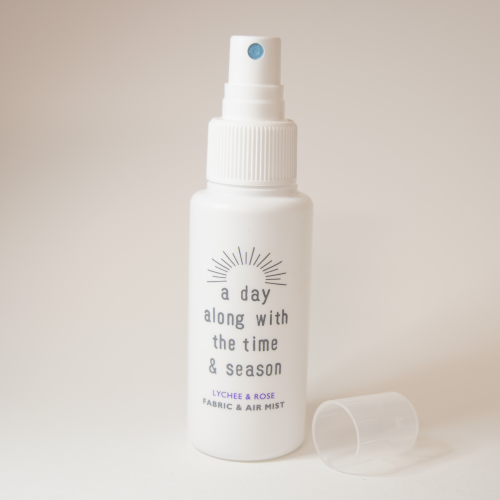 a day
along with
the time
& season
LYCHEE & ROSE
FABRIC & AIR MIST